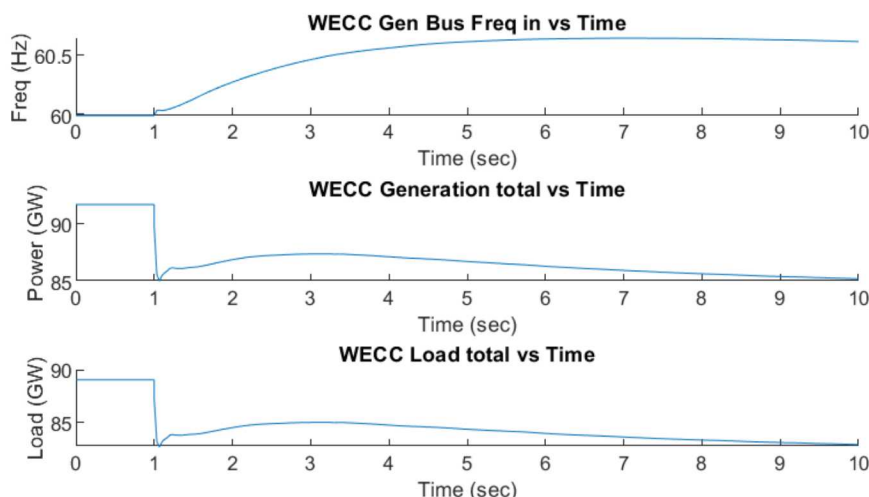 WECC Gen Bus Freq in vs Time
Freq (Hz)
60.5
60
0 1 2 3 4 5 6 7 8 9 10
Time (sec)
WECC Generation total vs Time
Power (GW)
90
85
0 1 2 3 4 5 6 7 8 9 10
Time (sec)
WECC Load total vs Time
Load (GW)
90
85
0 1 2 3 4 5 6 7 8 9 10
Time (sec)